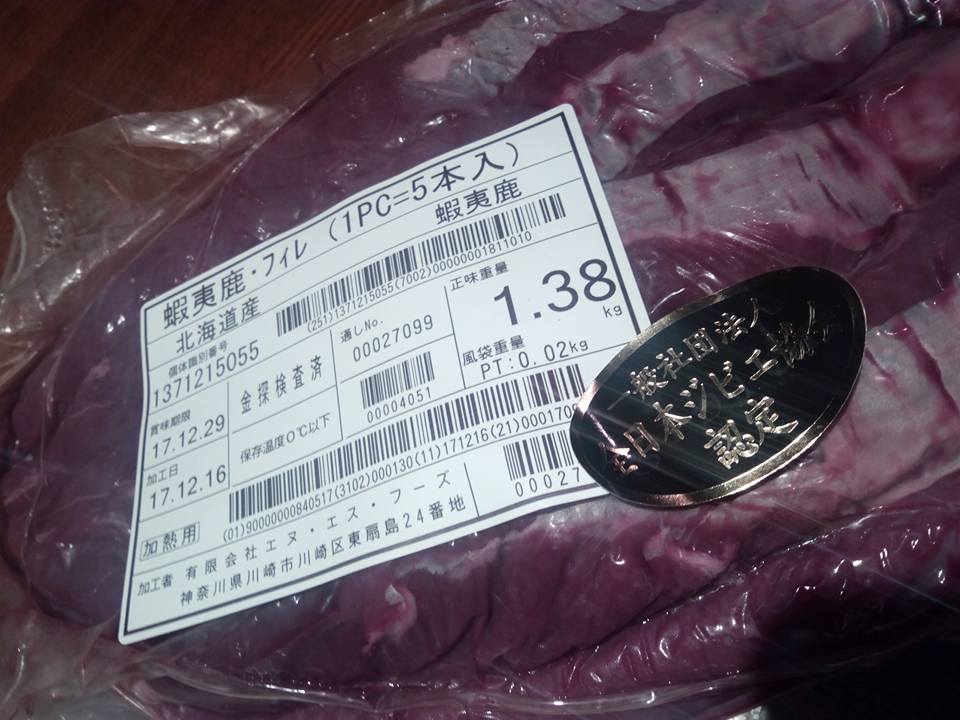 蝦夷鹿・フィレ（1PC=5本入）
北海道産
蝦夷鹿
(251)1371215055(7002)00000001811010
個体識別番号
1371215055
金探検査済
通しNo.
00027099
正味重量
1.38kg
風袋重量
PT:0.02kg
賞味期限
17.12.29
保存温度0℃以下
00004051
加工日
17.12.16
(01)90000000840517(3102)000130(11)171216(21)0001709
加熱用
00027
加工者 有限会社エヌ・エス・フーズ
神奈川県川崎市川崎区東扇島24番地
一般社団法人
全日本ジビエ協会
認定